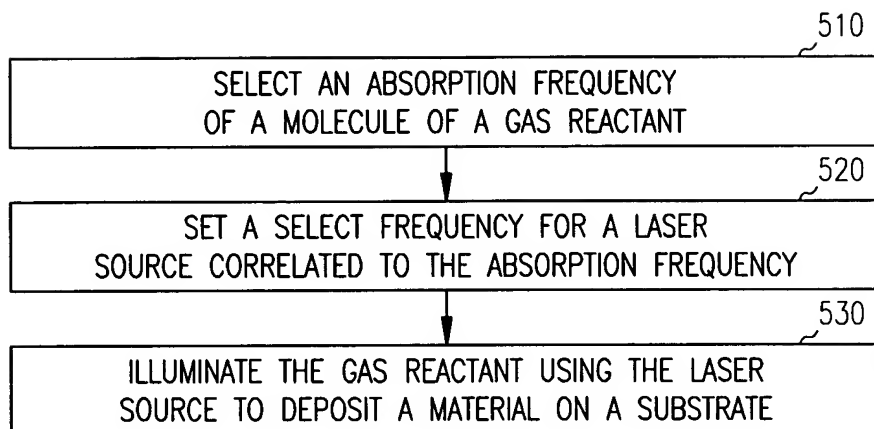 510
SELECT AN ABSORPTION FREQUENCY
OF A MOLECULE OF A GAS REACTANT
520
SET A SELECT FREQUENCY FOR A LASER
SOURCE CORRELATED TO THE ABSORPTION FREQUENCY
530
ILLUMINATE THE GAS REACTANT USING THE LASER
SOURCE TO DEPOSIT A MATERIAL ON A SUBSTRATE